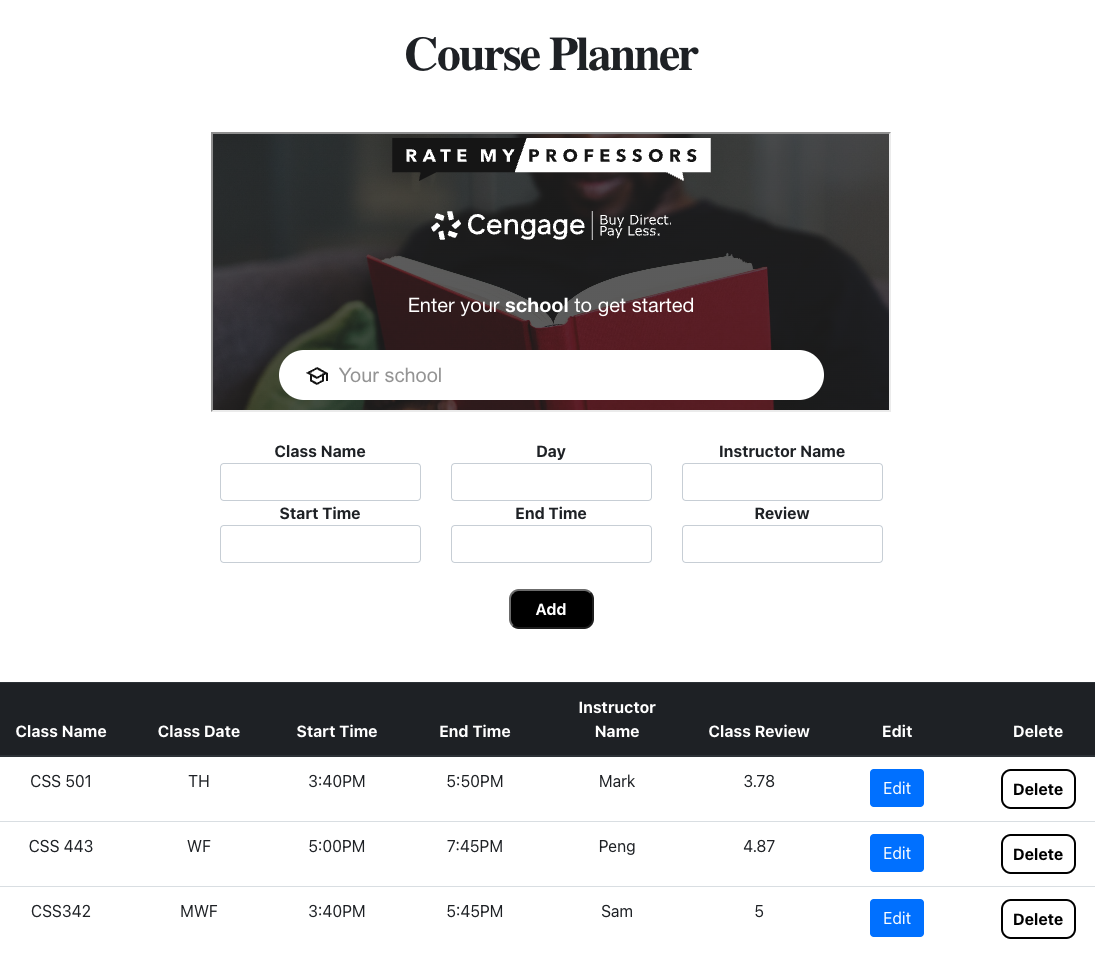 Course Planner
RATE MY PROFESSORS
Cengage Buy Direct. Pay Less.
Enter your school to get started
Your school
Class Name Day Instructor Name
Start Time End Time Review
Add
Class Name Class Date Start Time End Time Instructor Name Class Review Edit Delete
CSS 501 TH 3:40PM 5:50PM Mark 3.78 Edit Delete
CSS 443 WF 5:00PM 7:45PM Peng 4.87 Edit Delete
CSS342 MWF 3:40PM 5:45PM Sam 5 Edit Delete